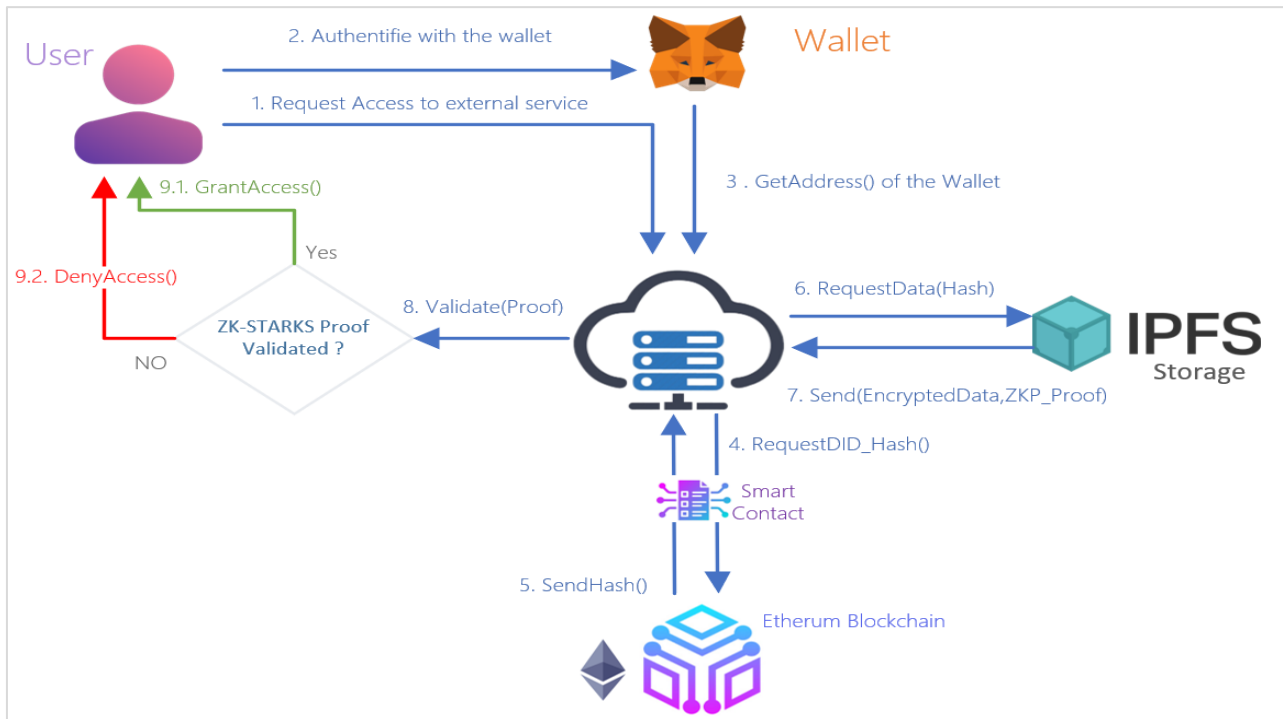 User
2. Authentifie with the wallet
Wallet
1. Request Access to external service
3 . GetAddress() of the Wallet
9.1. GrantAccess()
Yes
9.2. DenyAccess()
ZK-STARKS Proof
Validated ?
NO
8. Validate(Proof)
6. RequestData(Hash)
IPFS
Storage
7. Send(EncryptedData,ZKP_Proof)
4. RequestDID_Hash()
Smart
Contact
5. SendHash()
Etherum Blockchain